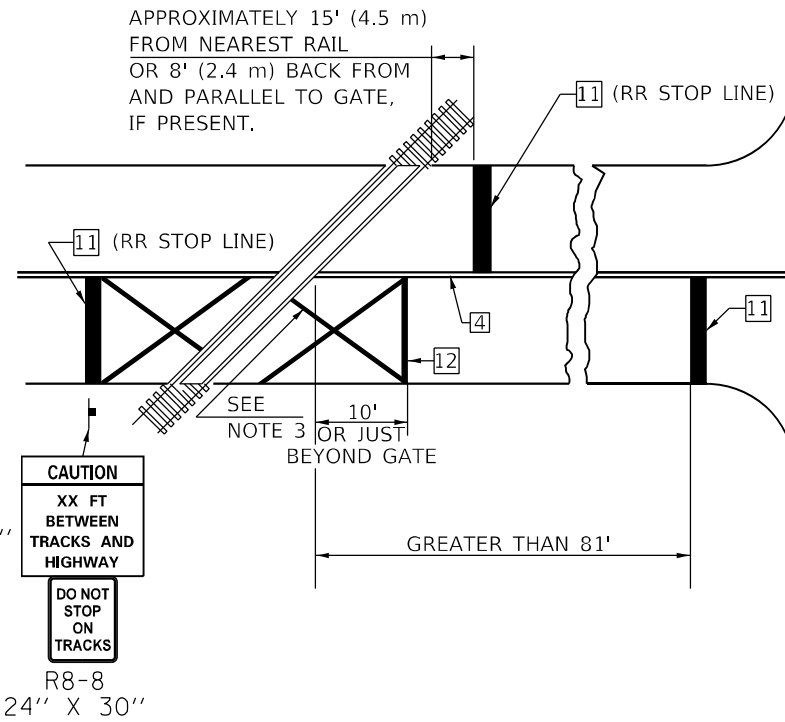 APPROXIMATELY 15' (4.5 m)
FROM NEAREST RAIL
OR 8' (2.4 m) BACK FROM
AND PARALLEL TO GATE,
IF PRESENT.
11 (RR STOP LINE)
11 (RR STOP LINE)
4
11
12
SEE
NOTE 3
10'
OR JUST
BEYOND GATE
GREATER THAN 81'
CAUTION
XX FT
BETWEEN
TRACKS AND
HIGHWAY
"
DO NOT
STOP
ON
TRACKS
R8-8
24" X 30"